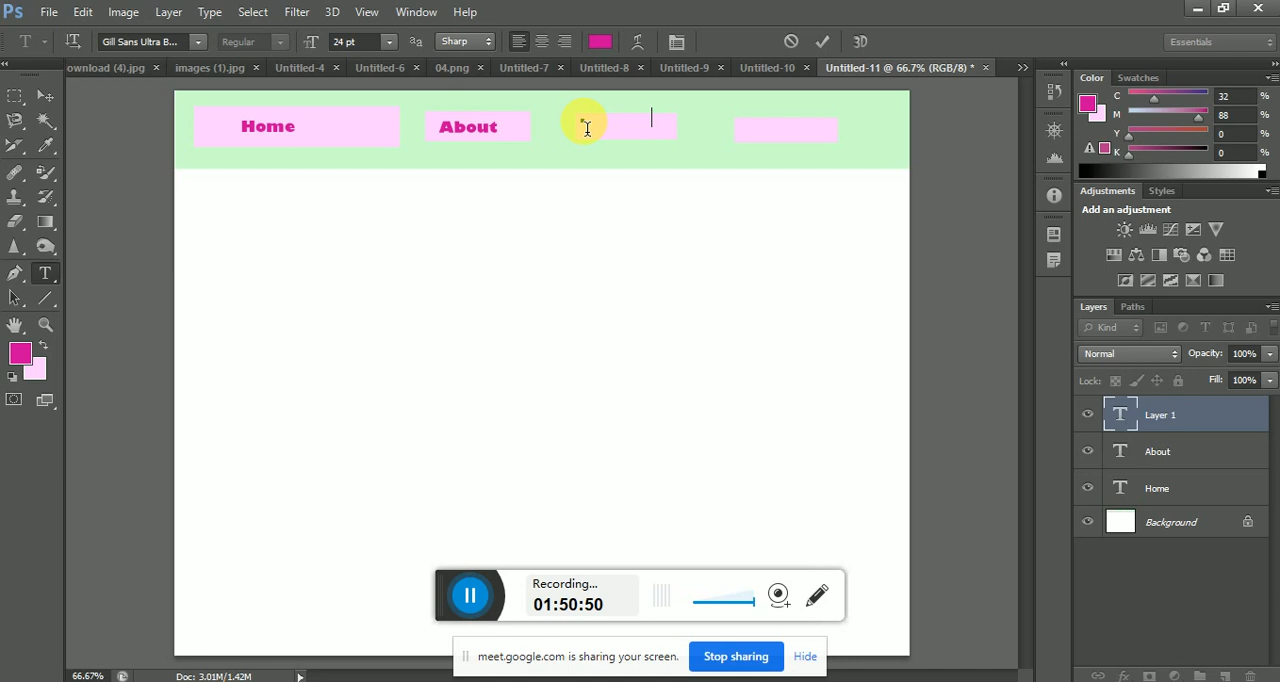 Ps File Edit Image Layer Type Select Filter 3D View Window Help
T Gill Sans Ultra B... Regular 24 pt aa Sharp 3D Essentials
ownload (4).jpg × images (1).jpg × Untitled-4 × Untitled-6 × 04.png × Untitled-7 × Untitled-8 × Untitled-9 × Untitled-10 × Untitled-11 @ 66.7% (RGB/8) * ×
Color Swatches
C 32 %
M 88 %
Y 0 %
K 0 %
Home About
Adjustments Styles
Add an adjustment
Layers Paths
Kind
Normal Opacity: 100%
Lock: Fill: 100%
T Layer 1
T About
T Home
Background
Recording...
01:50:50
meet.google.com is sharing your screen. Stop sharing Hide
66.67% Doc: 3.01M/1.42M
fx